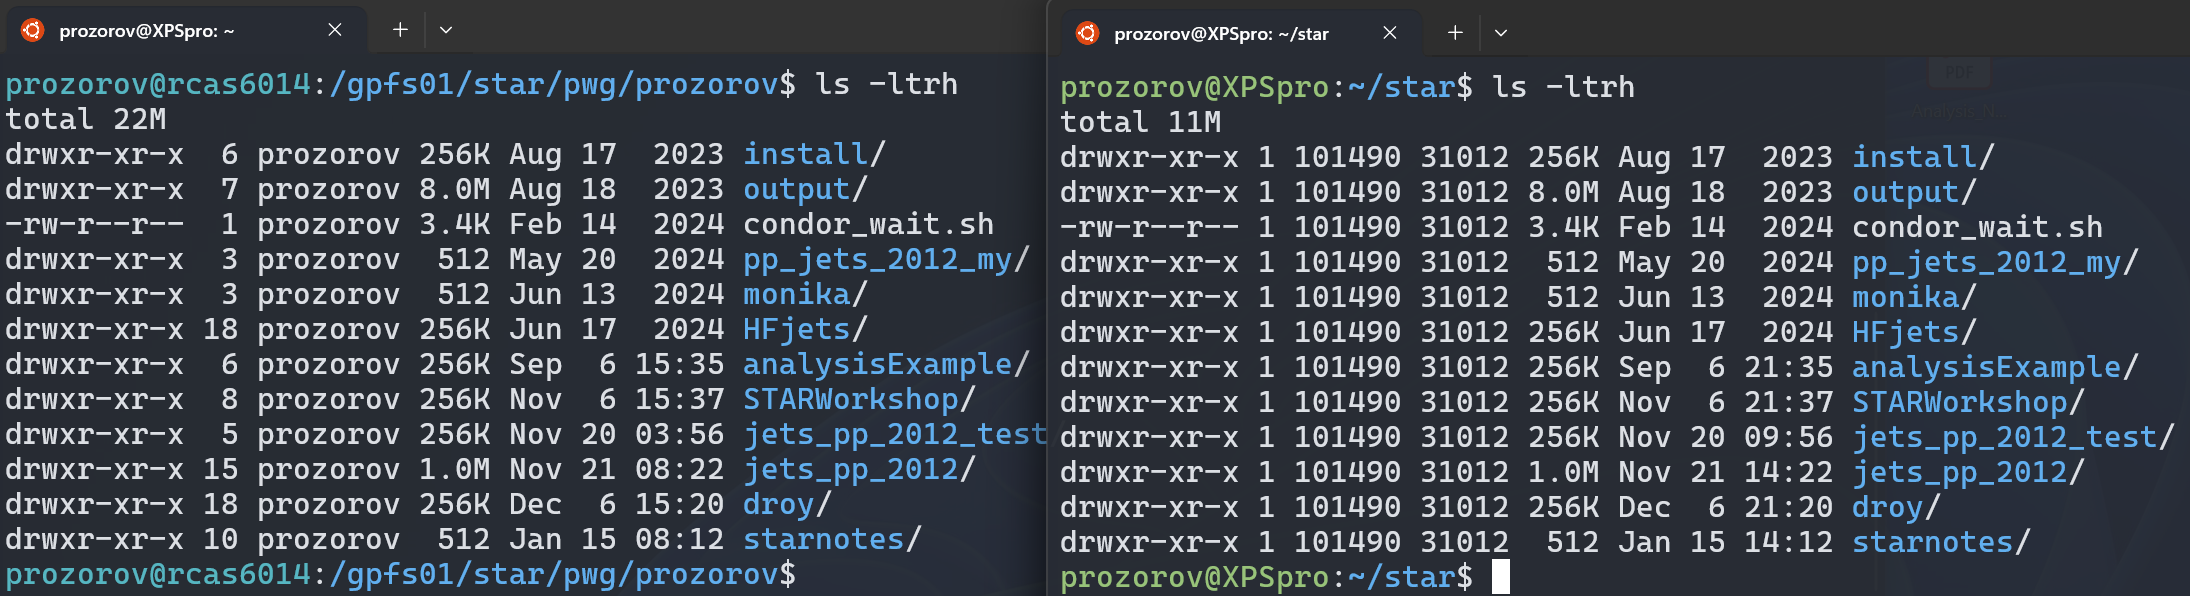 prozorov@XPSpro: ~
prozorov@rcas6014:/gpfs01/star/pwg/prozorov$ ls -ltrh
total 22M
drwxr-xr-x  6 prozorov 256K Aug 17  2023 install/
drwxr-xr-x  7 prozorov 8.0M Aug 18  2023 output/
-rw-r--r--  1 prozorov 3.4K Feb 14  2024 condor_wait.sh
drwxr-xr-x  3 prozorov  512 May 20  2024 pp_jets_2012_my/
drwxr-xr-x  3 prozorov  512 Jun 13  2024 monika/
drwxr-xr-x 18 prozorov 256K Jun 17  2024 HFjets/
drwxr-xr-x  6 prozorov 256K Sep  6 15:35 analysisExample/
drwxr-xr-x  8 prozorov 256K Nov  6 15:37 STARWorkshop/
drwxr-xr-x  5 prozorov 256K Nov 20 03:56 jets_pp_2012_test
drwxr-xr-x 15 prozorov 1.0M Nov 21 08:22 jets_pp_2012/
drwxr-xr-x 18 prozorov 256K Dec  6 15:20 droy/
drwxr-xr-x 10 prozorov  512 Jan 15 08:12 starnotes/
prozorov@rcas6014:/gpfs01/star/pwg/prozorov$
prozorov@XPSpro: ~/star
prozorov@XPSpro:~/star$ ls -ltrh
total 11M
drwxr-xr-x 1 101490 31012 256K Aug 17  2023 install/
drwxr-xr-x 1 101490 31012 8.0M Aug 18  2023 output/
-rw-r--r-- 1 101490 31012 3.4K Feb 14  2024 condor_wait.sh
drwxr-xr-x 1 101490 31012  512 May 20  2024 pp_jets_2012_my/
drwxr-xr-x 1 101490 31012  512 Jun 13  2024 monika/
drwxr-xr-x 1 101490 31012 256K Jun 17  2024 HFjets/
drwxr-xr-x 1 101490 31012 256K Sep  6 21:35 analysisExample/
drwxr-xr-x 1 101490 31012 256K Nov  6 21:37 STARWorkshop/
drwxr-xr-x 1 101490 31012 256K Nov 20 09:56 jets_pp_2012_test/
drwxr-xr-x 1 101490 31012 1.0M Nov 21 14:22 jets_pp_2012/
drwxr-xr-x 1 101490 31012 256K Dec  6 21:20 droy/
drwxr-xr-x 1 101490 31012  512 Jan 15 14:12 starnotes/
prozorov@XPSpro:~/star$
PDF
Analysis_N...